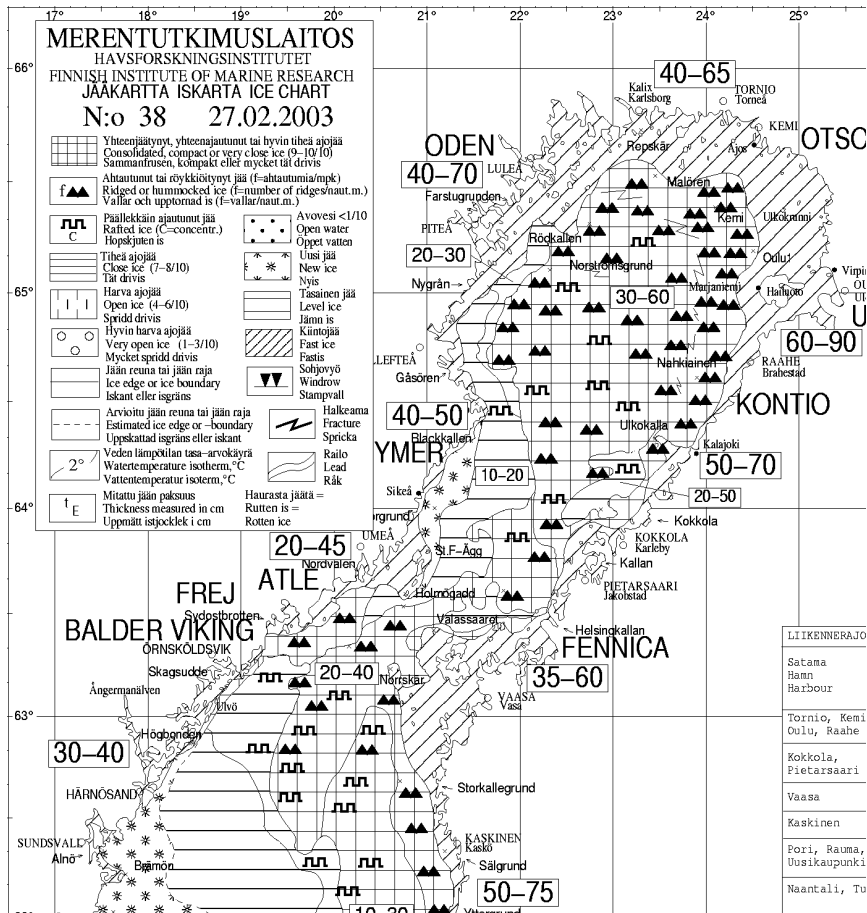 17° 18° 19° 20° 21° 22° 23° 24° 25°
MERENTUTKIMUSLAITOS
HAVSFORSKNINGSINSTITUTET
FINNISH INSTITUTE OF MARINE RESEARCH
JÄÄKARTTA ISKARTA ICE CHART
N:o 38 27.02.2003
Yhteenjäätynyt, yhteenajautunut tai hyvin tiheä ajojää
Consolidated, compact or very close ice (9-10/10)
Sammanfrusen, kompakt eller mycket tät drivis
f
Ahtautunut tai röykkiöitynyt jää (f=ahtautumia/mpk)
Ridged or hummocked ice (f=number of ridges/naut.m.)
Vallar och upptornad is (f=vallar/naut.m.)
C
Päällekkäin ajautunut jää
Rafted ice (C=concentr.)
Hopskjuten is
Avovesi <1/10
Open water
Öppet vatten
Tiheä ajojää
Close ice (7-8/10)
Tät drivis
Uusi jää
New ice
Nyis
Harva ajojää
Open ice (4-6/10)
Spridd drivis
Tasainen jää
Level ice
Jämn is
Hyvin harva ajojää
Very open ice (1-3/10)
Mycket spridd drivis
Kiintojää
Fast ice
Fastis
Jään reuna tai jään raja
Ice edge or ice boundary
Iskant eller isgräns
Sohjovyö
Windrow
Stampvall
Arvioitu jään reuna tai jään raja
Estimated ice edge or -boundary
Uppskattad isgräns eller iskant
Halkeama
Fracture
Spricka
2°
Veden lämpötilan tasa-arvokäyrä
Watertemperature isotherm,°C
Vattentemperatur isoterm,°C
Railo
Lead
Råk
t E
Mitattu jään paksuus
Thickness measured in cm
Uppmätt istjocklek i cm
Haurasta jäätä =
Rutten is =
Rotten ice
66°
65°
64°
63°
40-65
Kalix
Karlsborg
TORNIO
Torneå
KEMI
Ajos
OTSO
ODEN
40-70
LULEÅ
Farstugrunden
PITEÅ
20-30
Nygrån
Rödkallen
Repskär
Malören
Kemi
Ulkokrunni
Oulu1
Norströmsgrund
Marjaniemi
Hailuoto
30-60
60-90
Gåsören
Nahkiainen
RAAHE
Brahestad
40-50
Blackkallen
KONTIO
Ulkokalla
Kalajoki
50-70
YMER
10-20
Sikeå
20-50
Kokkola
KOKKOLA
Karleby
Kallan
PIETARSAARI
Jakobstad
20-45
UMEÅ
Nordvalen
St.F-Ägg
Holmögadd
Valassaaret
Helsingkallan
FENNICA
35-60
FREJ
ATLE
Sydostbrotten
BALDER VIKING
ÖRNSKÖLDSVIK
Skagsudde
Ångermanälven
Ulvö
Högbonden
20-40
Norrskär
VAASA
Vasa
30-40
HÄRNÖSAND
Storkallegrund
SUNDSVALL
Alnö
Brämön
KASKINEN
Kaskö
Sälgrund
50-75
LIIKENNERAJO
Satama
Hamn
Harbour
Tornio, Kemi
Oulu, Raahe
Kokkola,
Pietarsaari
Vaasa
Kaskinen
Pori, Rauma,
Uusikaupunki
Naantali, Tu